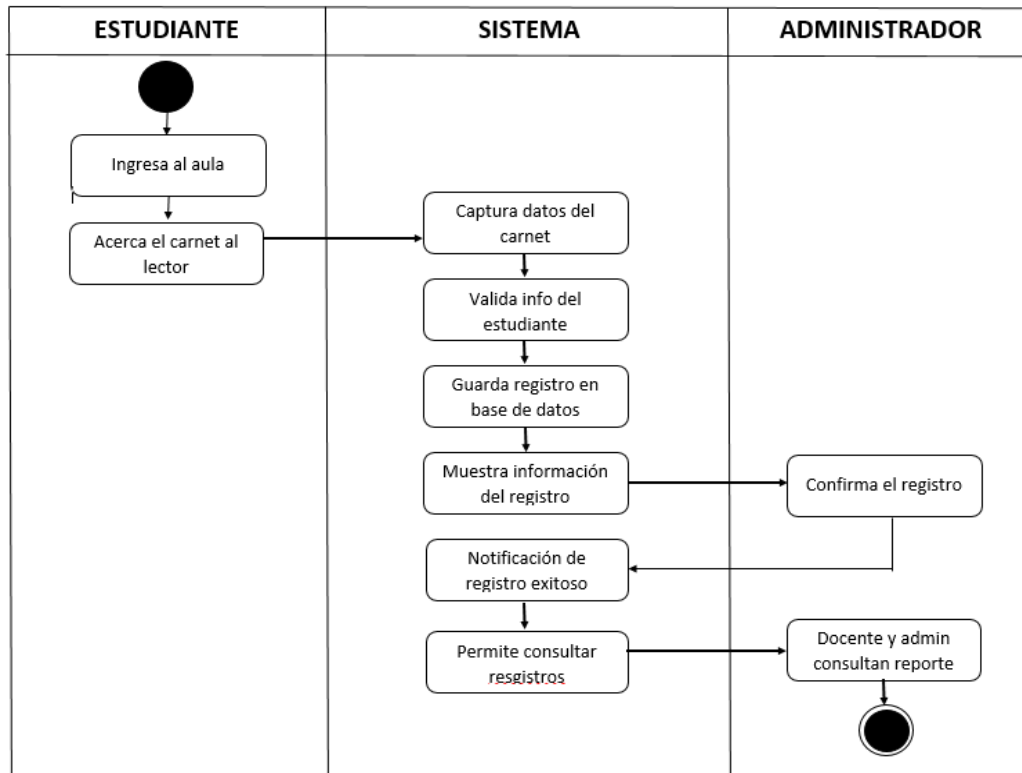 ESTUDIANTE
SISTEMA
ADMINISTRADOR
Ingresa al aula
Acerca el carnet al
lector
Captura datos del
carnet
Valida info del
estudiante
Guarda registro en
base de datos
Muestra información
del registro
Confirma el registro
Notificación de
registro exitoso
Permite consultar
resgistros
Docente y admin
consultan reporte